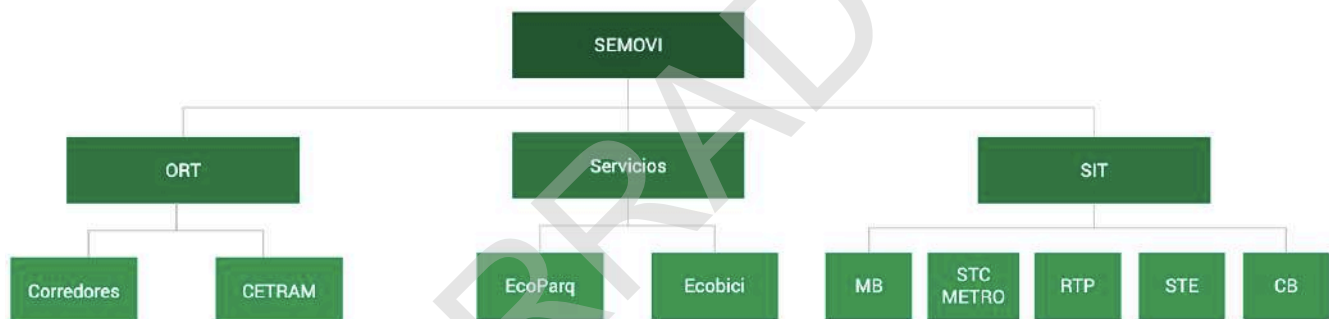 SEMOVI
ORT
Servicios
SIT
Corredores
CETRAM
EcoParq
Ecobici
MB
STC
METRO
RTP
STE
CB